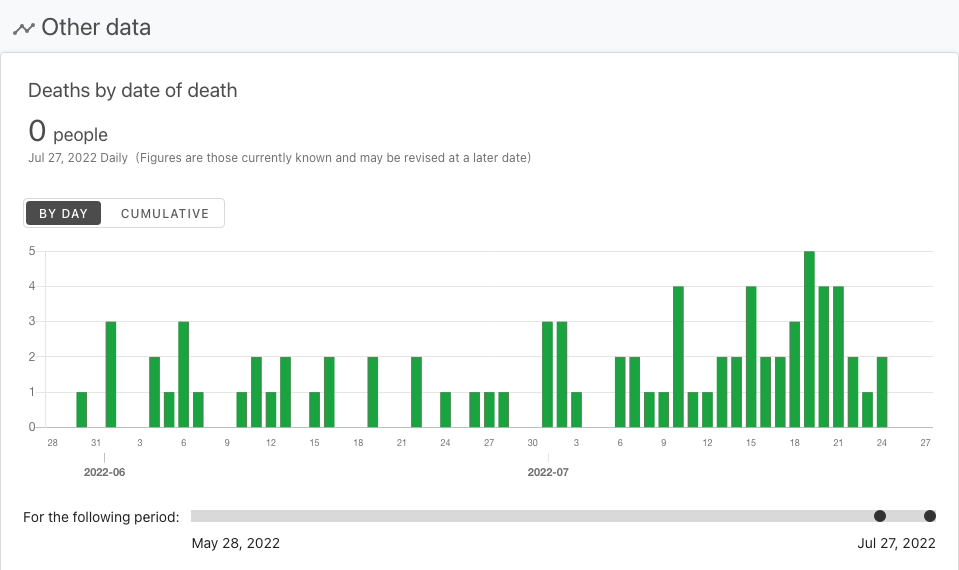 Other data
Deaths by date of death
0 people
Jul 27, 2022 Daily (Figures are those currently known and may be revised at a later date)
BY DAY CUMULATIVE
5
4
3
2
1
0
28 31 3 6 9 12 15 18 21 24 27 30 3 6 9 12 15 18 21 24 27
2022-06 2022-07
For the following period:
May 28, 2022 Jul 27, 2022